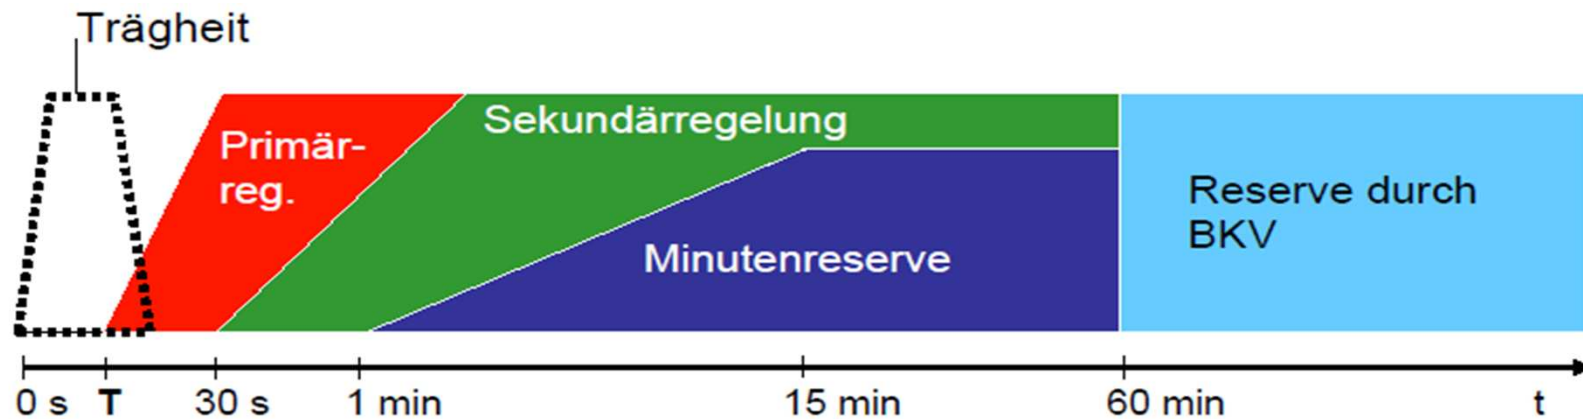 Trägheit
Primär-
reg.
Sekundärregelung
Minutenreserve
Reserve durch
BKV
0 s T 30 s 1 min 15 min 60 min t